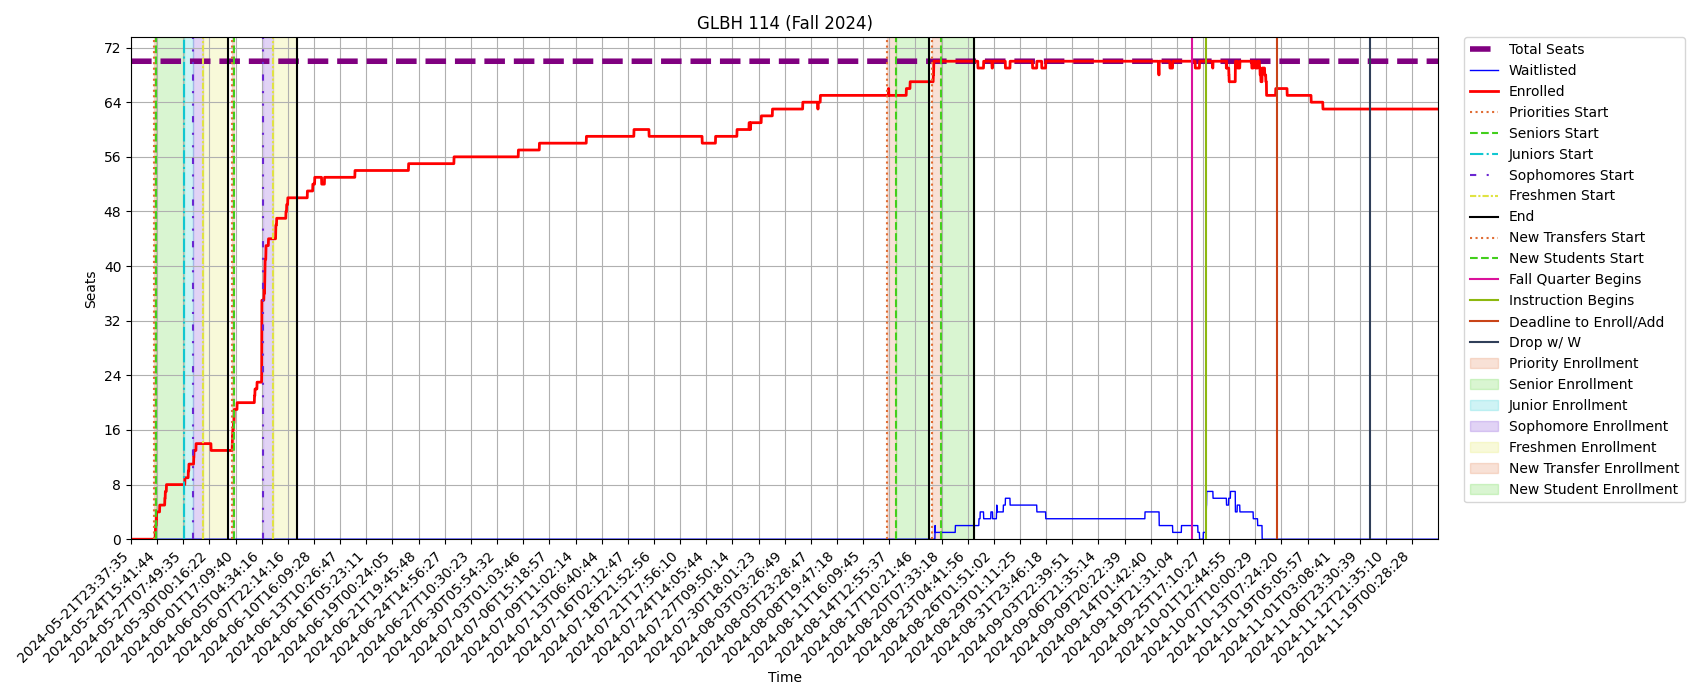 GLBH 114 (Fall 2024)
Seats
72
64
56
48
40
32
24
16
8
0
2024-05-21T23:37:35
2024-05-24T15:41:44
2024-05-27T07:49:35
2024-05-30T00:16:22
2024-06-01T17:09:40
2024-06-05T04:34:16
2024-06-07T22:14:16
2024-06-10T16:09:28
2024-06-13T10:26:47
2024-06-16T05:23:11
2024-06-19T00:24:05
2024-06-21T19:45:48
2024-06-24T14:56:27
2024-06-27T10:30:23
2024-06-30T05:54:32
2024-07-03T01:03:46
2024-07-06T15:18:57
2024-07-09T11:02:14
2024-07-13T06:40:44
2024-07-16T02:12:47
2024-07-18T21:52:56
2024-07-21T17:56:10
2024-07-24T14:05:44
2024-07-27T09:50:14
2024-07-30T18:01:23
2024-08-03T03:26:49
2024-08-05T23:28:47
2024-08-08T19:47:18
2024-08-11T16:09:45
2024-08-14T12:55:37
2024-08-17T10:21:46
2024-08-20T07:33:18
2024-08-23T04:41:56
2024-08-26T01:51:02
2024-08-29T01:11:25
2024-08-31T23:46:18
2024-09-03T22:39:51
2024-09-06T21:35:14
2024-09-09T20:22:39
2024-09-14T01:42:40
2024-09-19T21:31:04
2024-09-25T17:10:27
2024-10-01T12:44:55
2024-10-07T10:00:29
2024-10-13T07:24:20
2024-10-19T05:05:57
2024-11-01T03:08:41
2024-11-06T23:30:39
2024-11-12T21:35:10
2024-11-19T00:28:28
Time
Total Seats
Waitlisted
Enrolled
Priorities Start
Seniors Start
Juniors Start
Sophomores Start
Freshmen Start
End
New Transfers Start
New Students Start
Fall Quarter Begins
Instruction Begins
Deadline to Enroll/Add
Drop w/ W
Priority Enrollment
Senior Enrollment
Junior Enrollment
Sophomore Enrollment
Freshmen Enrollment
New Transfer Enrollment
New Student Enrollment